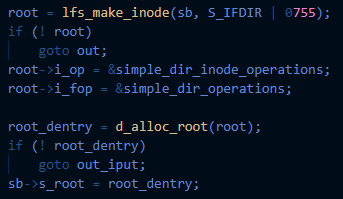 root = lfs_make_inode(sb, S_IFDIR | 0755);
if (! root)
goto out;
root->i_op = &simple_dir_inode_operations;
root->i_fop = &simple_dir_operations;
root_dentry = d_alloc_root(root);
if (! root_dentry)
goto out_iput;
sb->s_root = root_dentry;